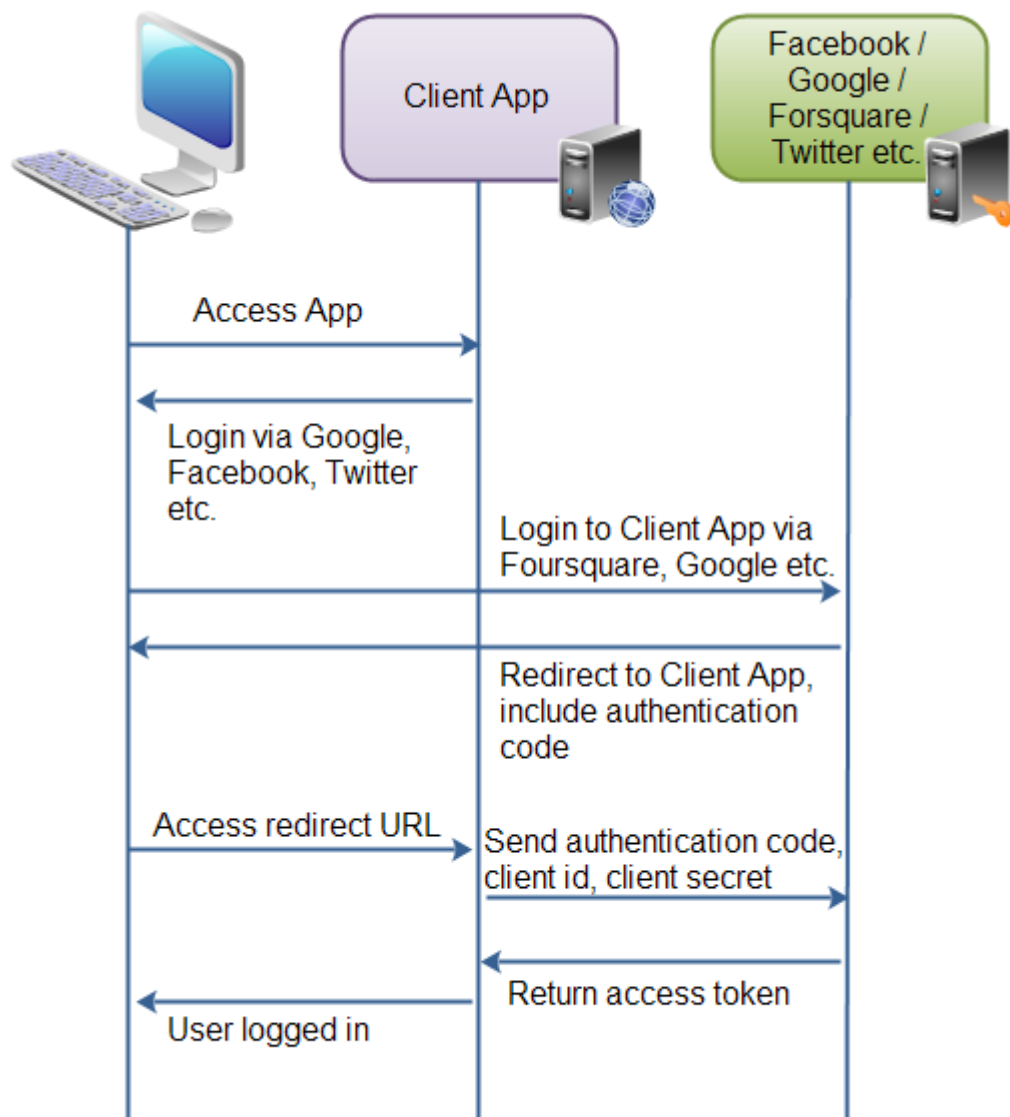 Client App
Facebook /
Google /
Forsquare /
Twitter etc.
Access App
Login via Google,
Facebook, Twitter
etc.
Login to Client App via
Foursquare, Google etc.
Redirect to Client App,
include authentication
code
Access redirect URL
Send authentication code,
client id, client secret
Return access token
User logged in